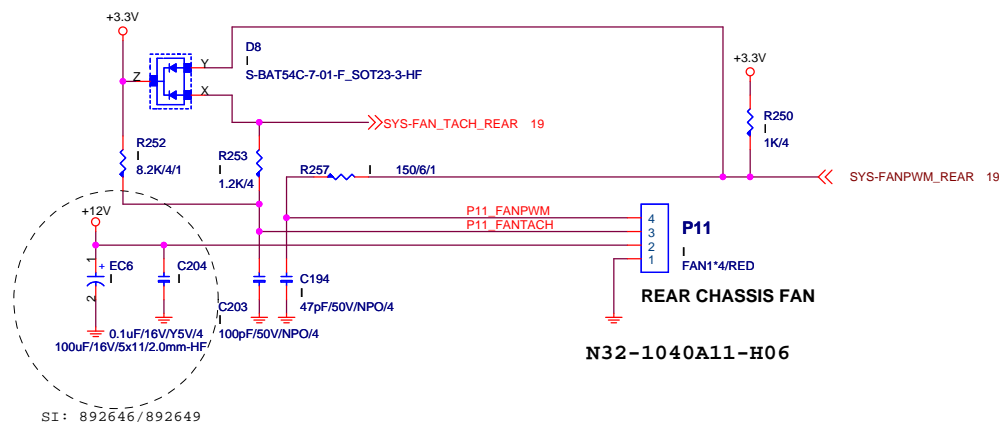 +3.3V
D8
S-BAT54C-7-01-F_SOT23-3-HF
Y
Z
X
+3.3V
SYS-FAN_TACH_REAR 19
R250
1K/4
R252
8.2K/4/1
R253
1.2K/4
R257
150/6/1
SYS-FANPWM_REAR 19
+12V
P11_FANPWM
P11_FANTACH
4
3
2
1
P11
FAN1*4/RED
1
+
EC6
2
C204
C194
47pF/50V/NPO/4
REAR CHASSIS FAN
C203
0.1uF/16V/Y5V/4
100pF/50V/NPO/4
100uF/16V/5x11/2.0mm-HF
N32-1040A11-H06
SI: 892646/892649